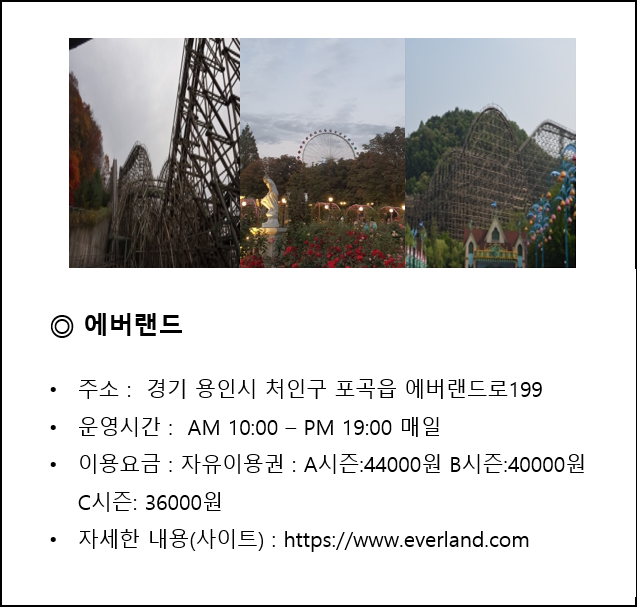 ◎ 에버랜드
• 주소 : 경기 용인시 처인구 포곡읍 에버랜드로199
• 운영시간 : AM 10:00 – PM 19:00 매일
• 이용요금 : 자유이용권 : A시즌:44000원 B시즌:40000원
C시즌: 36000원
• 자세한 내용(사이트) : https://www.everland.com